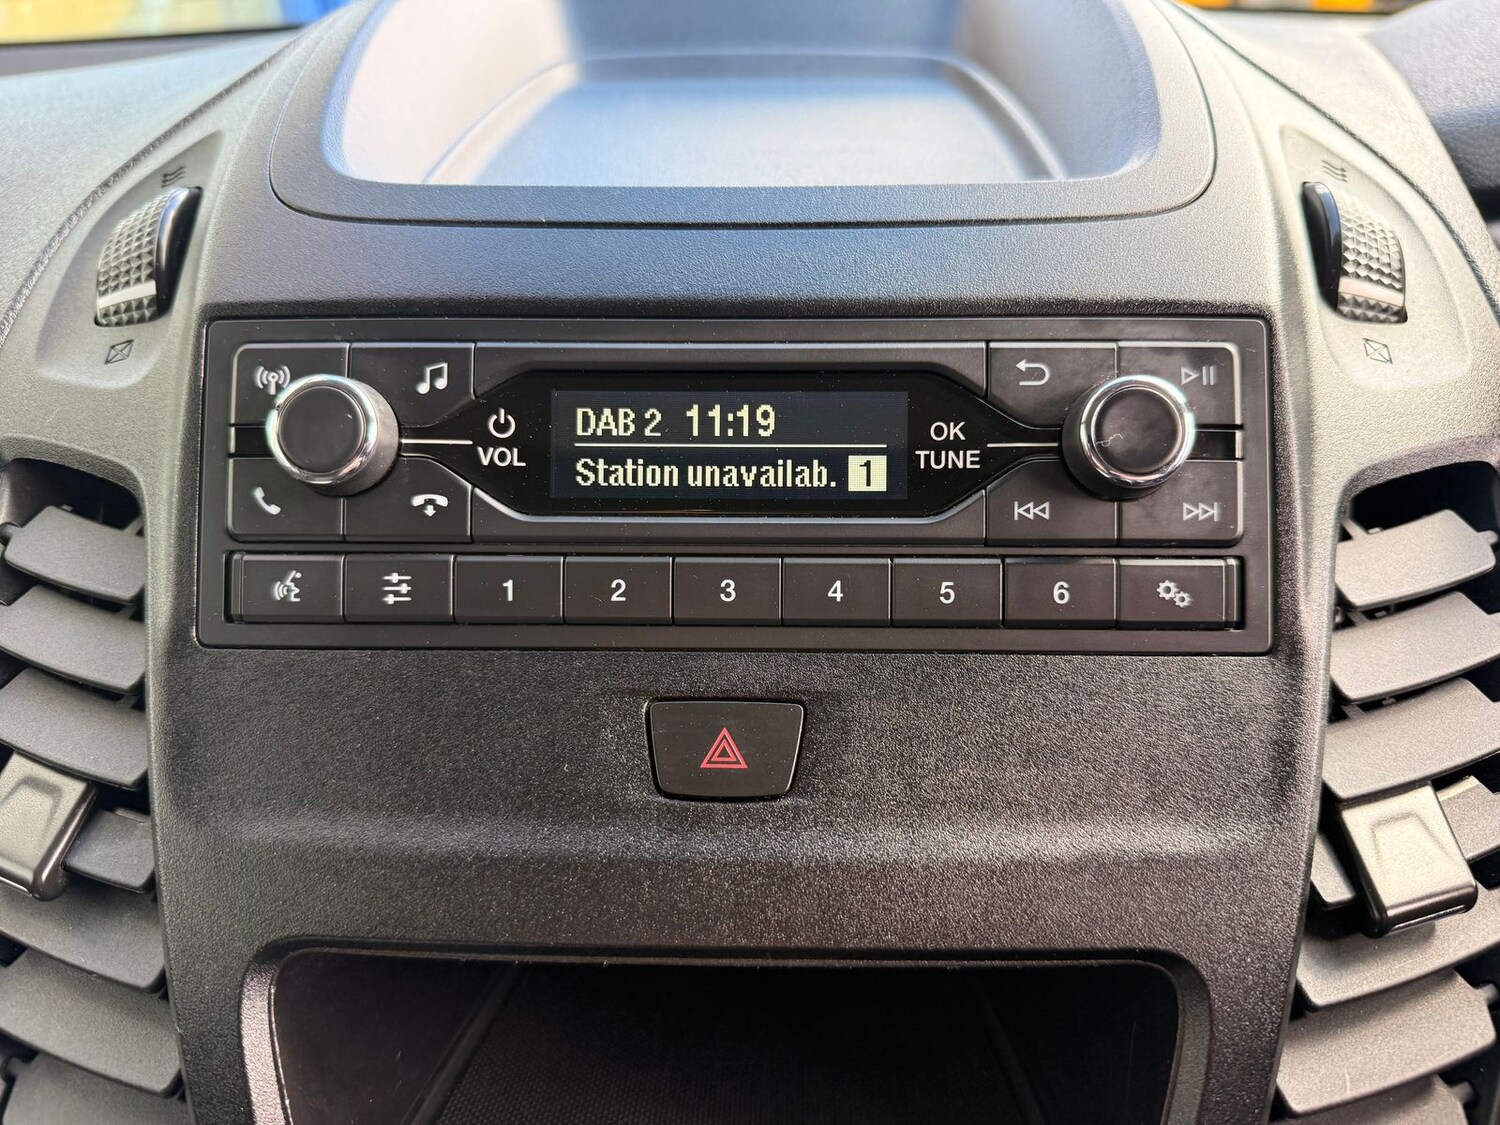 DAB 2 11:19
Station unavailab. 1
VOL
OK
TUNE
1 2 3 4 5 6